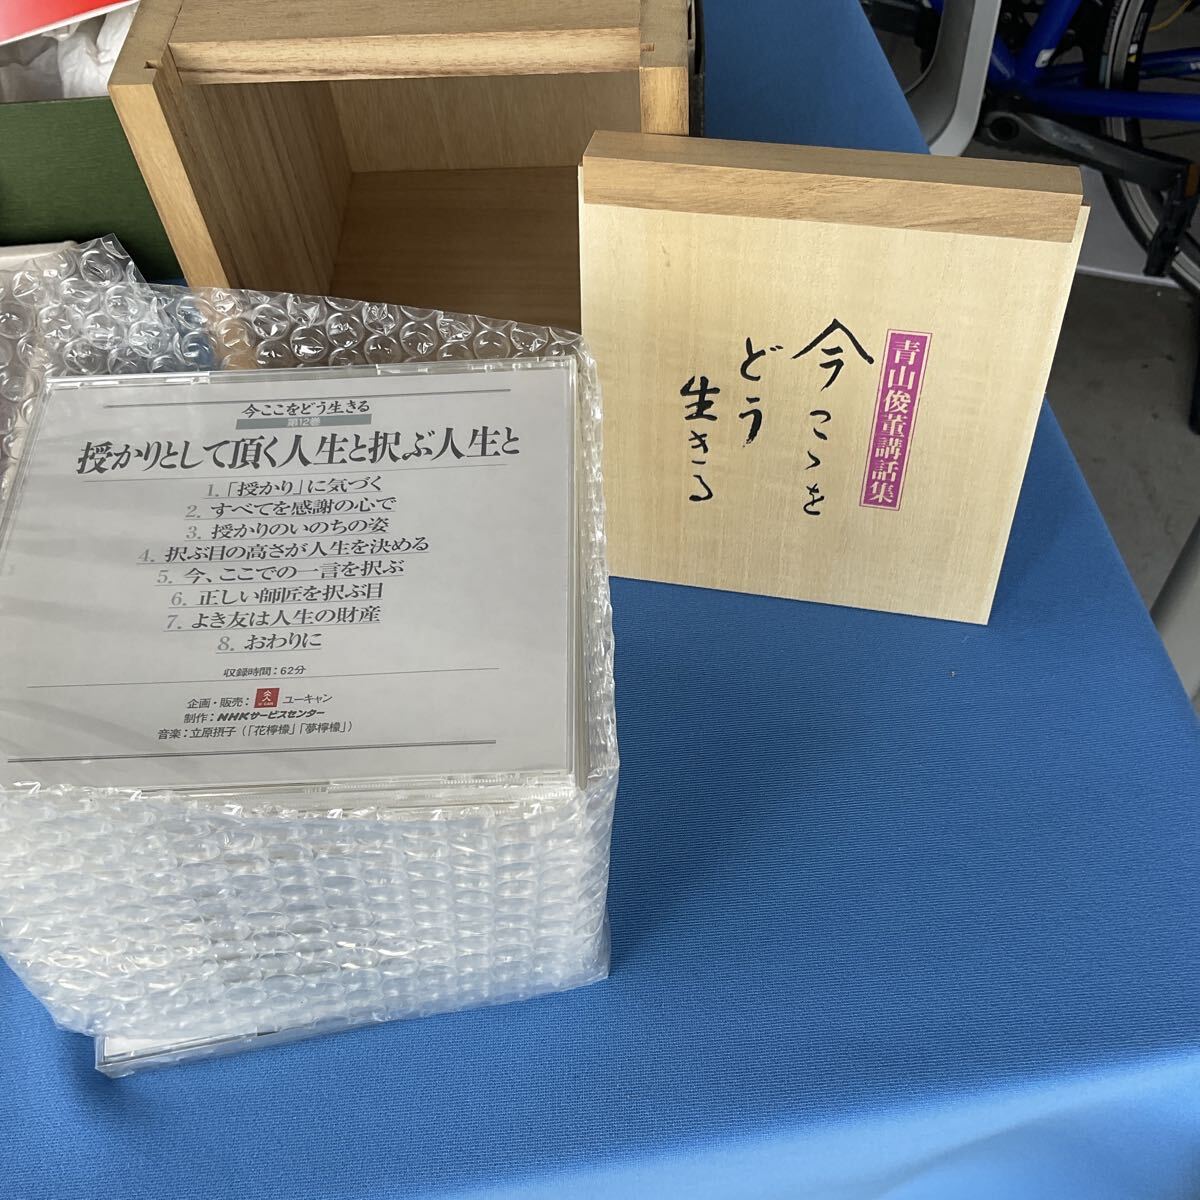 今ここをどう生きる
第12巻
授かりとして頂く人生と択ぶ人生と
1.「授かり」に気づく
2. すべてを感謝の心で
3. 授かりのいのちの姿
4. 択ぶ目の高さが人生を決める
5. 今、ここでの一言を択ぶ
6. 正しい師匠を択ぶ目
7. よき友は人生の財産
8. おわりに
収録時間：62分
企画・販売：ユーキャン
制作：NHKサービスセンター
音楽：立原摂子（「花檸檬」「夢檸檬」）
青山俊董講話集
今こゝを
どう
生きる